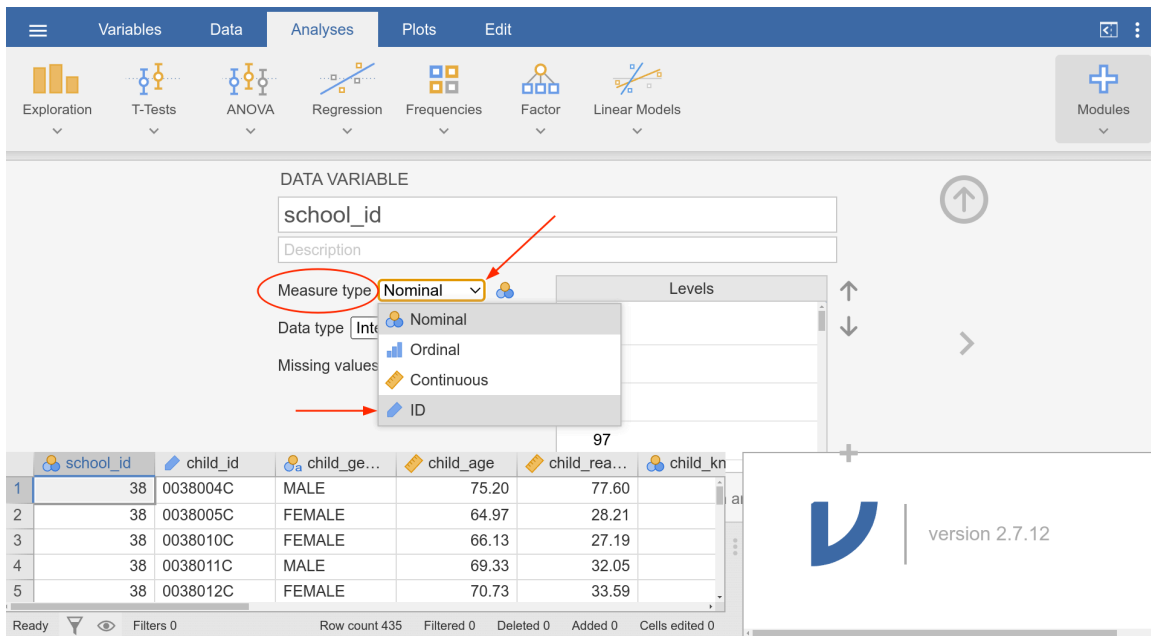 Variables Data Analyses Plots Edit
Exploration T-Tests ANOVA Regression Frequencies Factor Linear Models Modules
DATA VARIABLE
school_id
Description
Measure type Nominal Levels
Nominal
Data type Inte
Ordinal
Missing values
Continuous
ID
97
school_id child_id child_ge... child_age child_rea... child_kn
1 38 0038004C MALE 75.20 77.60
2 38 0038005C FEMALE 64.97 28.21
3 38 0038010C FEMALE 66.13 27.19
4 38 0038011C MALE 69.33 32.05
5 38 0038012C FEMALE 70.73 33.59
version 2.7.12
Ready Filters 0 Row count 435 Filtered 0 Deleted 0 Added 0 Cells edited 0